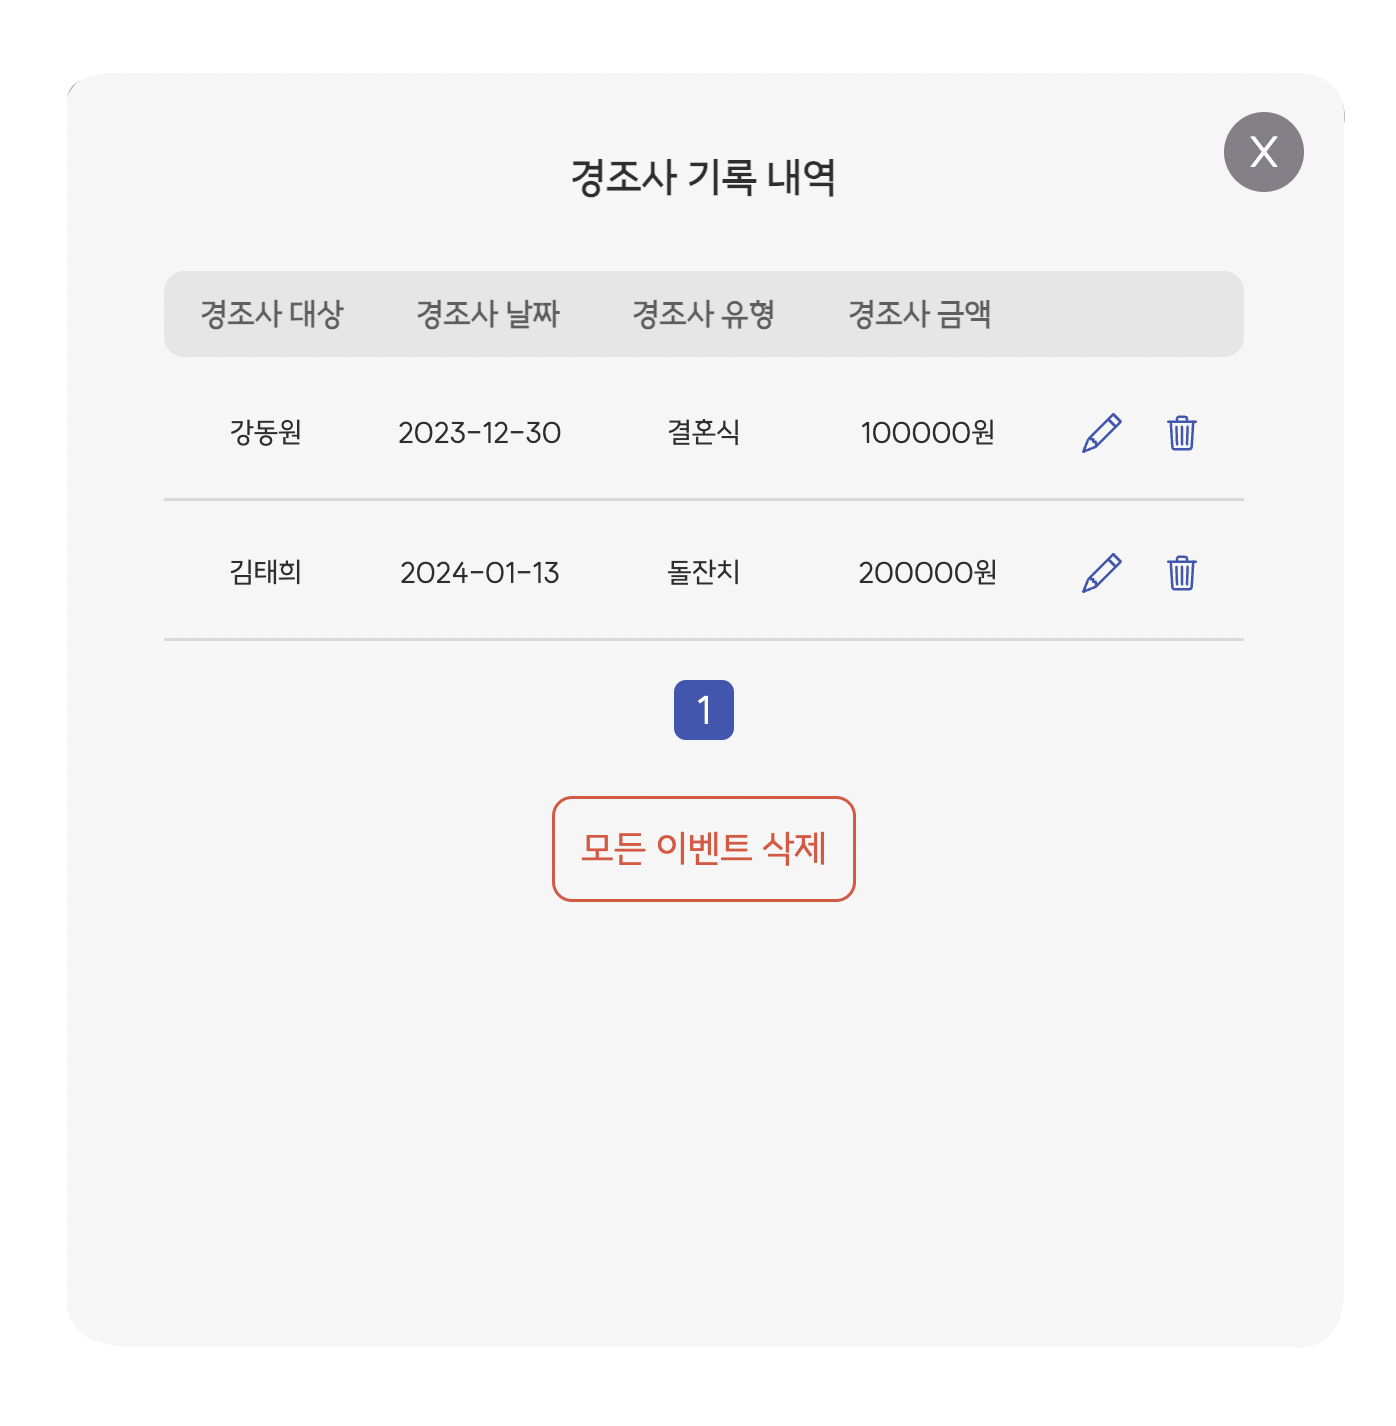 X
경조사 기록 내역
경조사 대상 경조사 날짜 경조사 유형 경조사 금액
강동원 2023-12-30 결혼식 100000원
김태희 2024-01-13 돌잔치 200000원
1
모든 이벤트 삭제